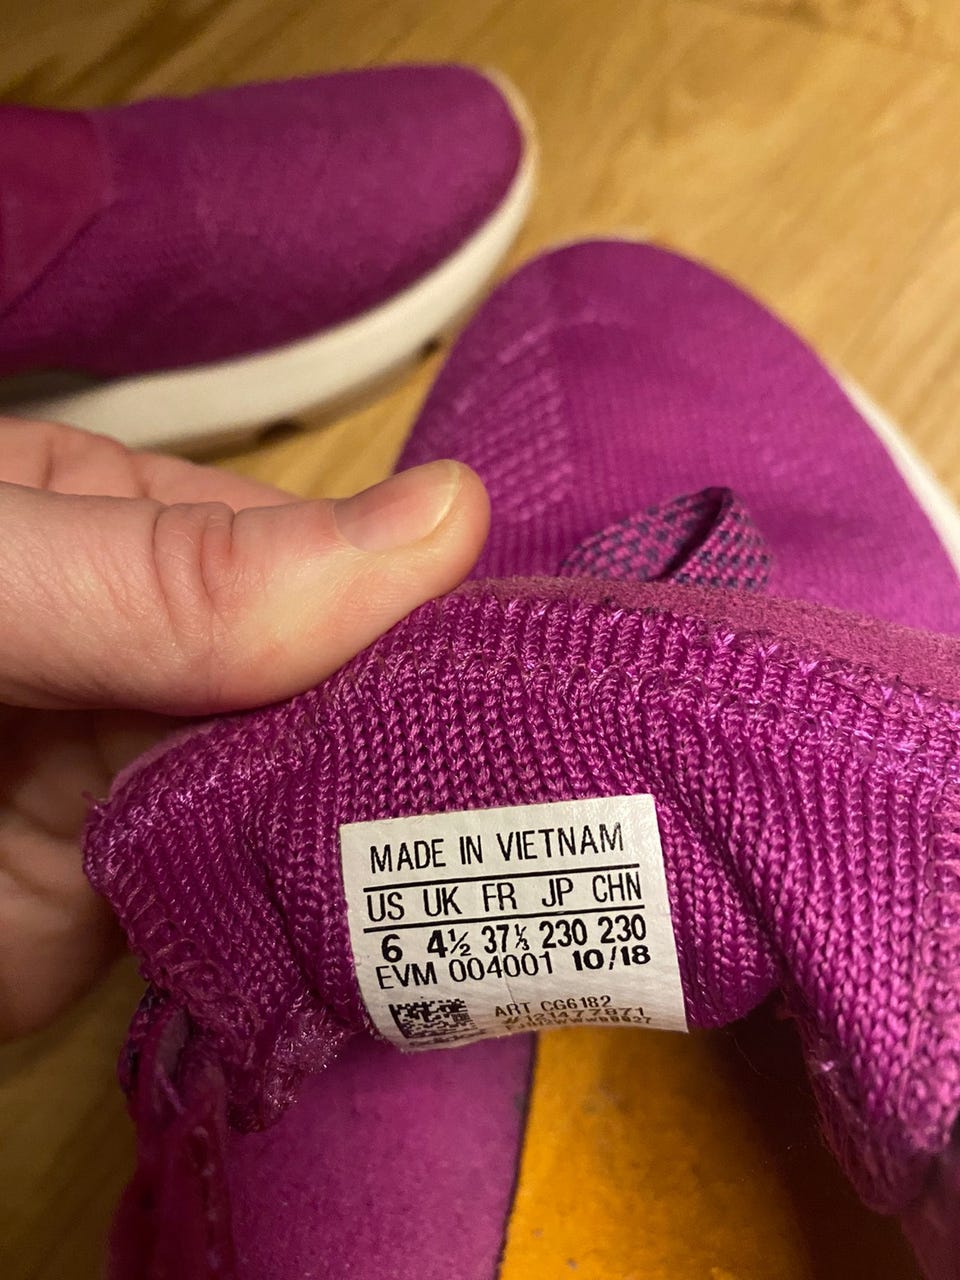 MADE IN VIETNAM
US UK FR JP CHN
6 4½ 37⅓ 230 230
EVM 004001 10/18
ART CG6182
121477871